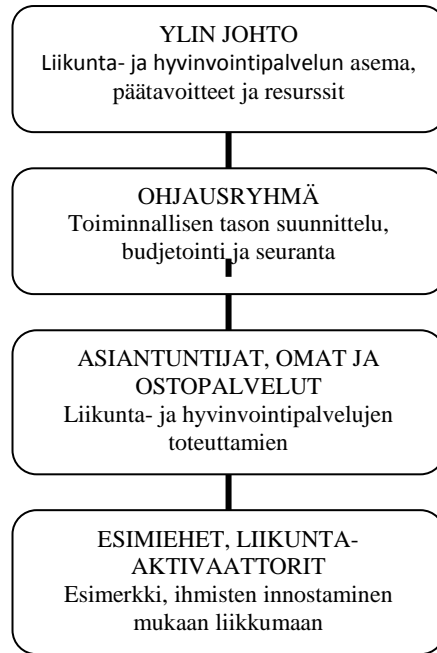 YLIN JOHTO
Liikunta- ja hyvinvointipalvelun asema,
päätavoitteet ja resurssit
OHJAUSRYHMÄ
Toiminnallisen tason suunnittelu,
budjetointi ja seuranta
ASIANTUNTIJAT, OMAT JA
OSTOPALVELUT
Liikunta- ja hyvinvointipalvelujen
toteuttamien
ESIMIEHET, LIIKUNTA-
AKTIVAATTORIT
Esimerkki, ihmisten innostaminen
mukaan liikkumaan